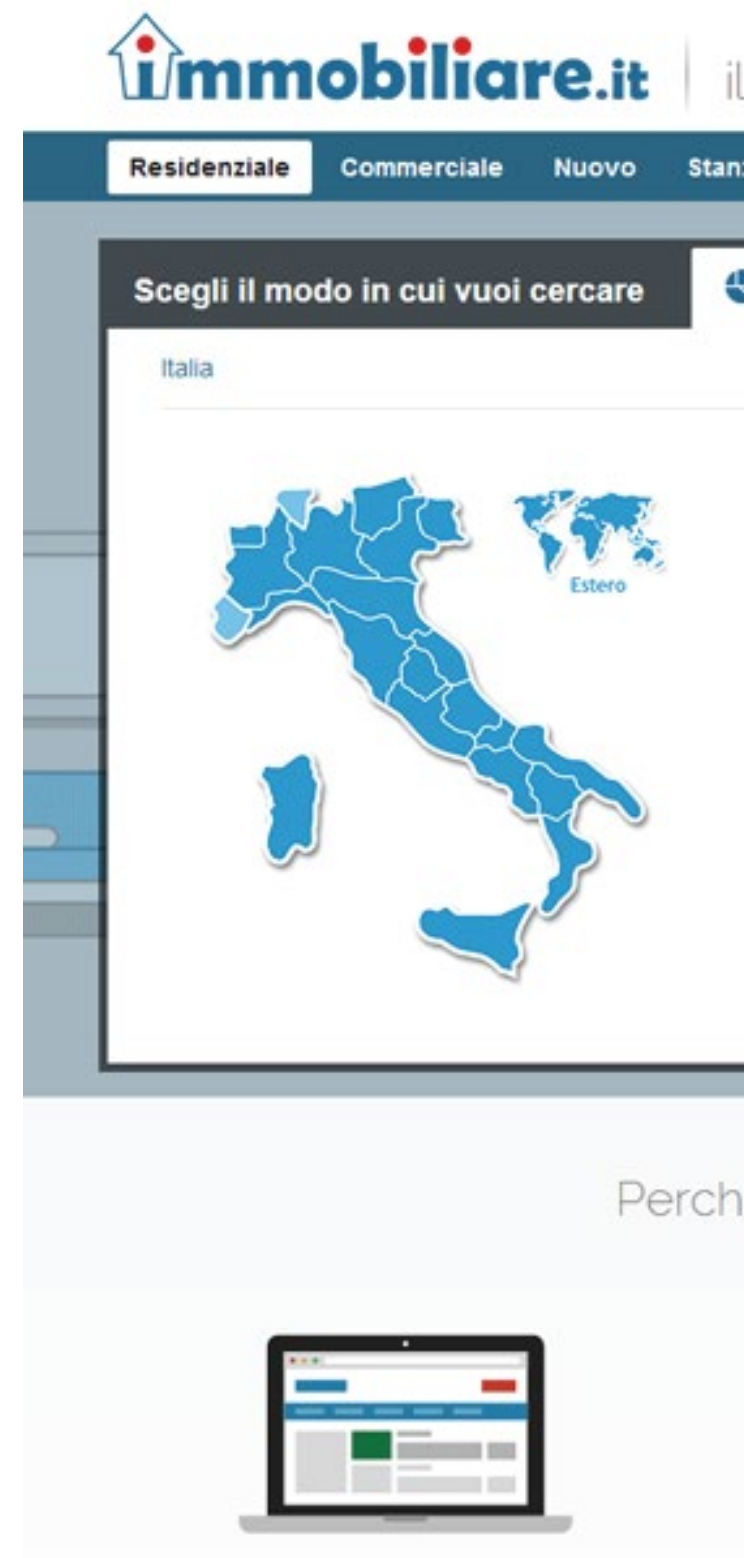 immobiliare.it
Residenziale Commerciale Nuovo
Scegli il modo in cui vuoi cercare
Italia
Estero